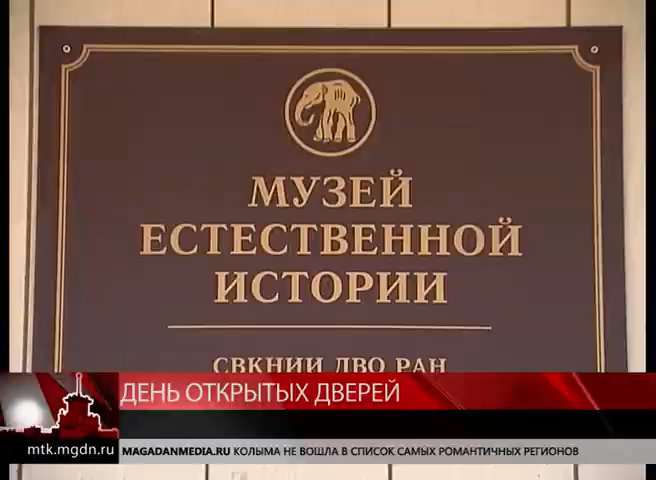 МУЗЕЙ
ЕСТЕСТВЕННОЙ
ИСТОРИИ
СВКНИИ ДВО РАН
ДЕНЬ ОТКРЫТЫХ ДВЕРЕЙ
mtk.mgdn.ru
MAGADANMEDIA.RU КОЛЫМА НЕ ВОШЛА В СПИСОК САМЫХ РОМАНТИЧНЫХ РЕГИОНОВ